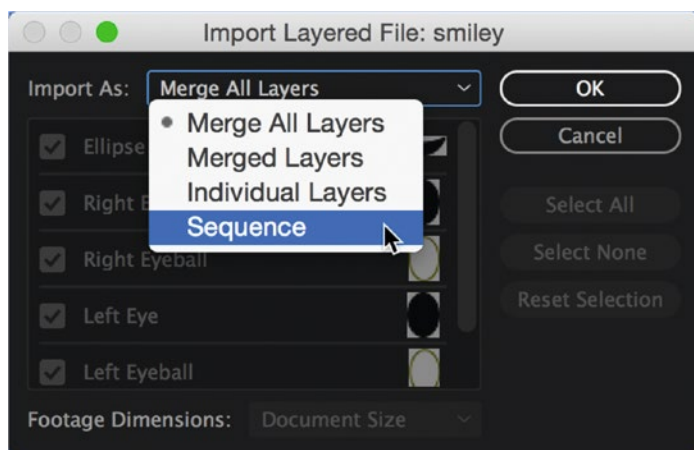 Import Layered File: smiley
Import As: Merge All Layers
OK
Merge All Layers
Merged Layers
Individual Layers
Sequence
Cancel
Ellipse
Right E
Select All
Right Eyeball
Select None
Left Eye
Reset Selection
Left Eyeball
Footage Dimensions: Document Size